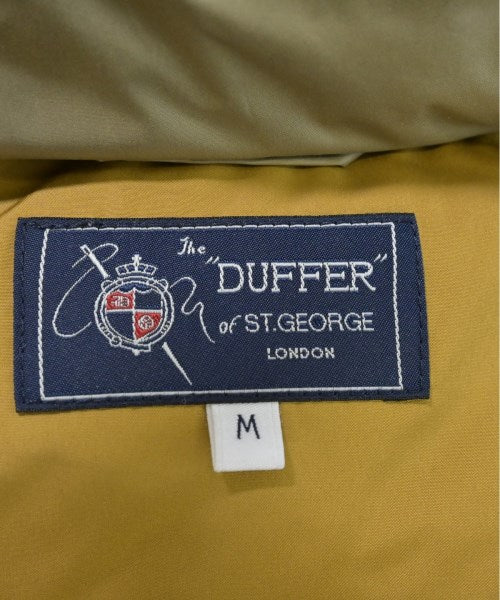 The
"DUFFER"
of ST.GEORGE
LONDON
M